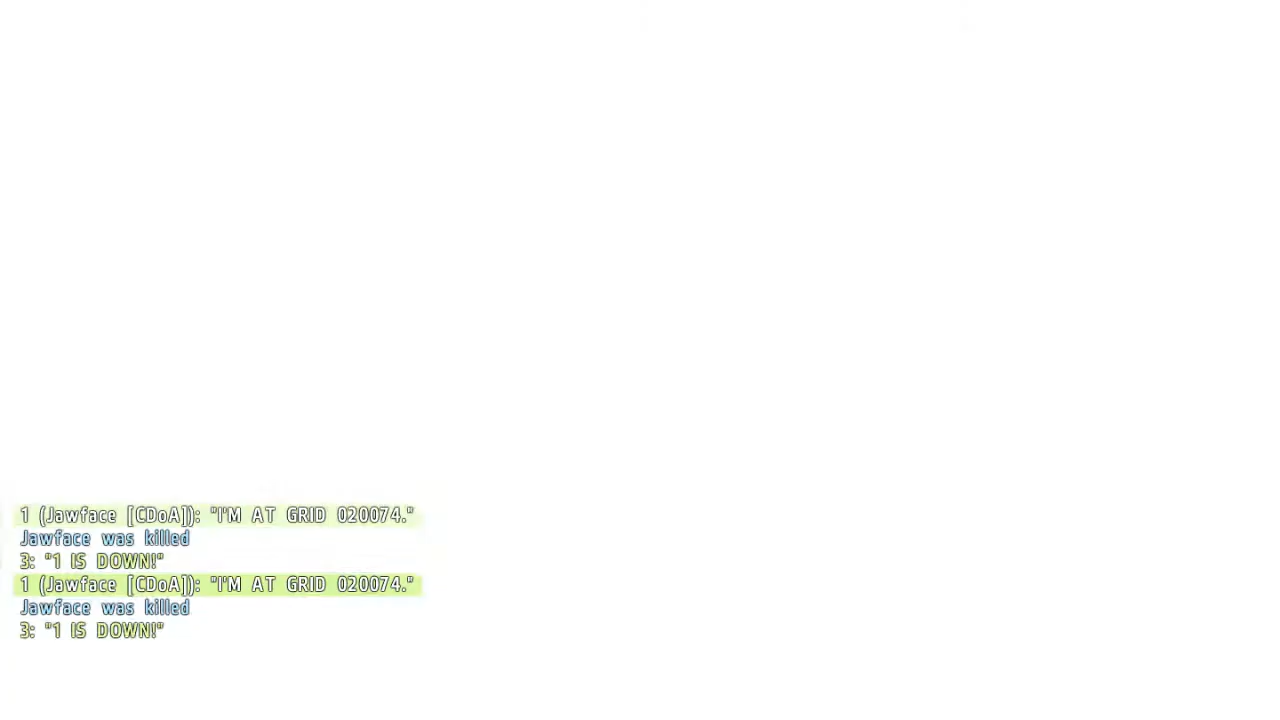 1 (Jawface [CDoA]): "I'M AT GRID 020074."
Jawface was killed
3: "1 IS DOWN!"
1 (Jawface [CDoA]): "I'M AT GRID 020074."
Jawface was killed
3: "1 IS DOWN!"